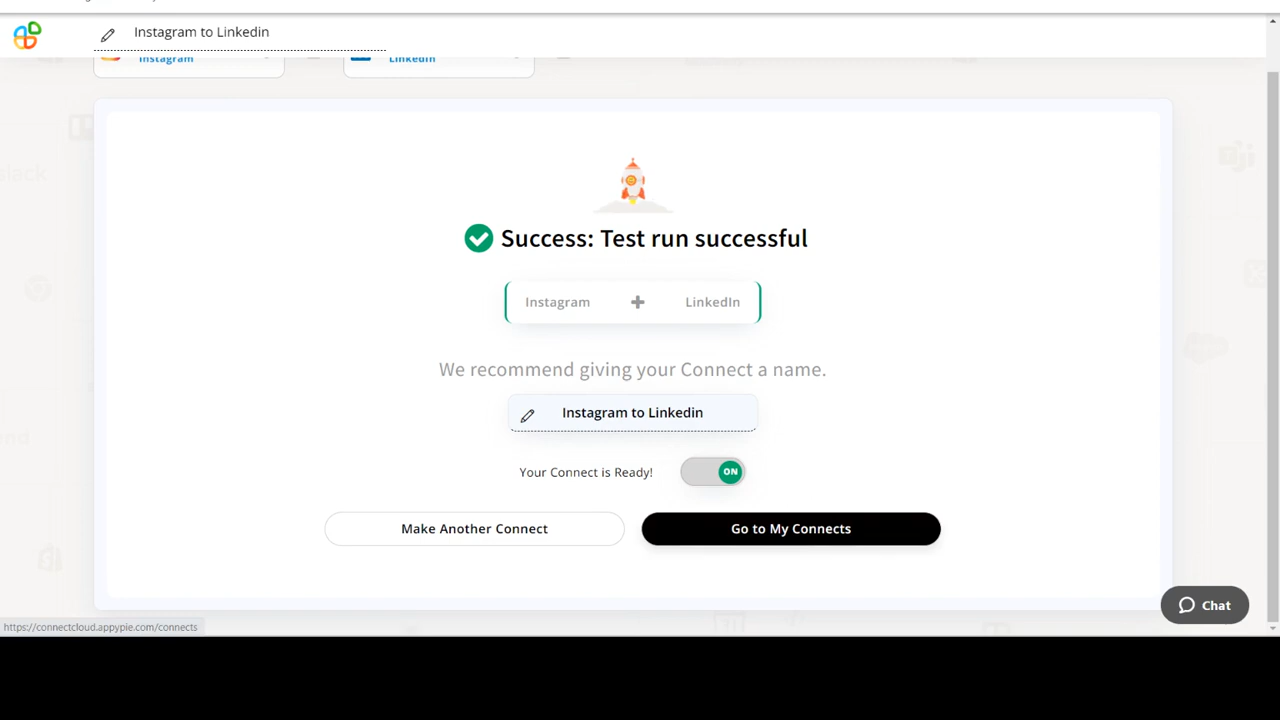 Instagram to Linkedin
Instagram
LinkedIn
Success: Test run successful
Instagram + LinkedIn
We recommend giving your Connect a name.
Instagram to Linkedin
Your Connect is Ready! ON
Make Another Connect
Go to My Connects
Chat
https://connectcloud.appypie.com/connects